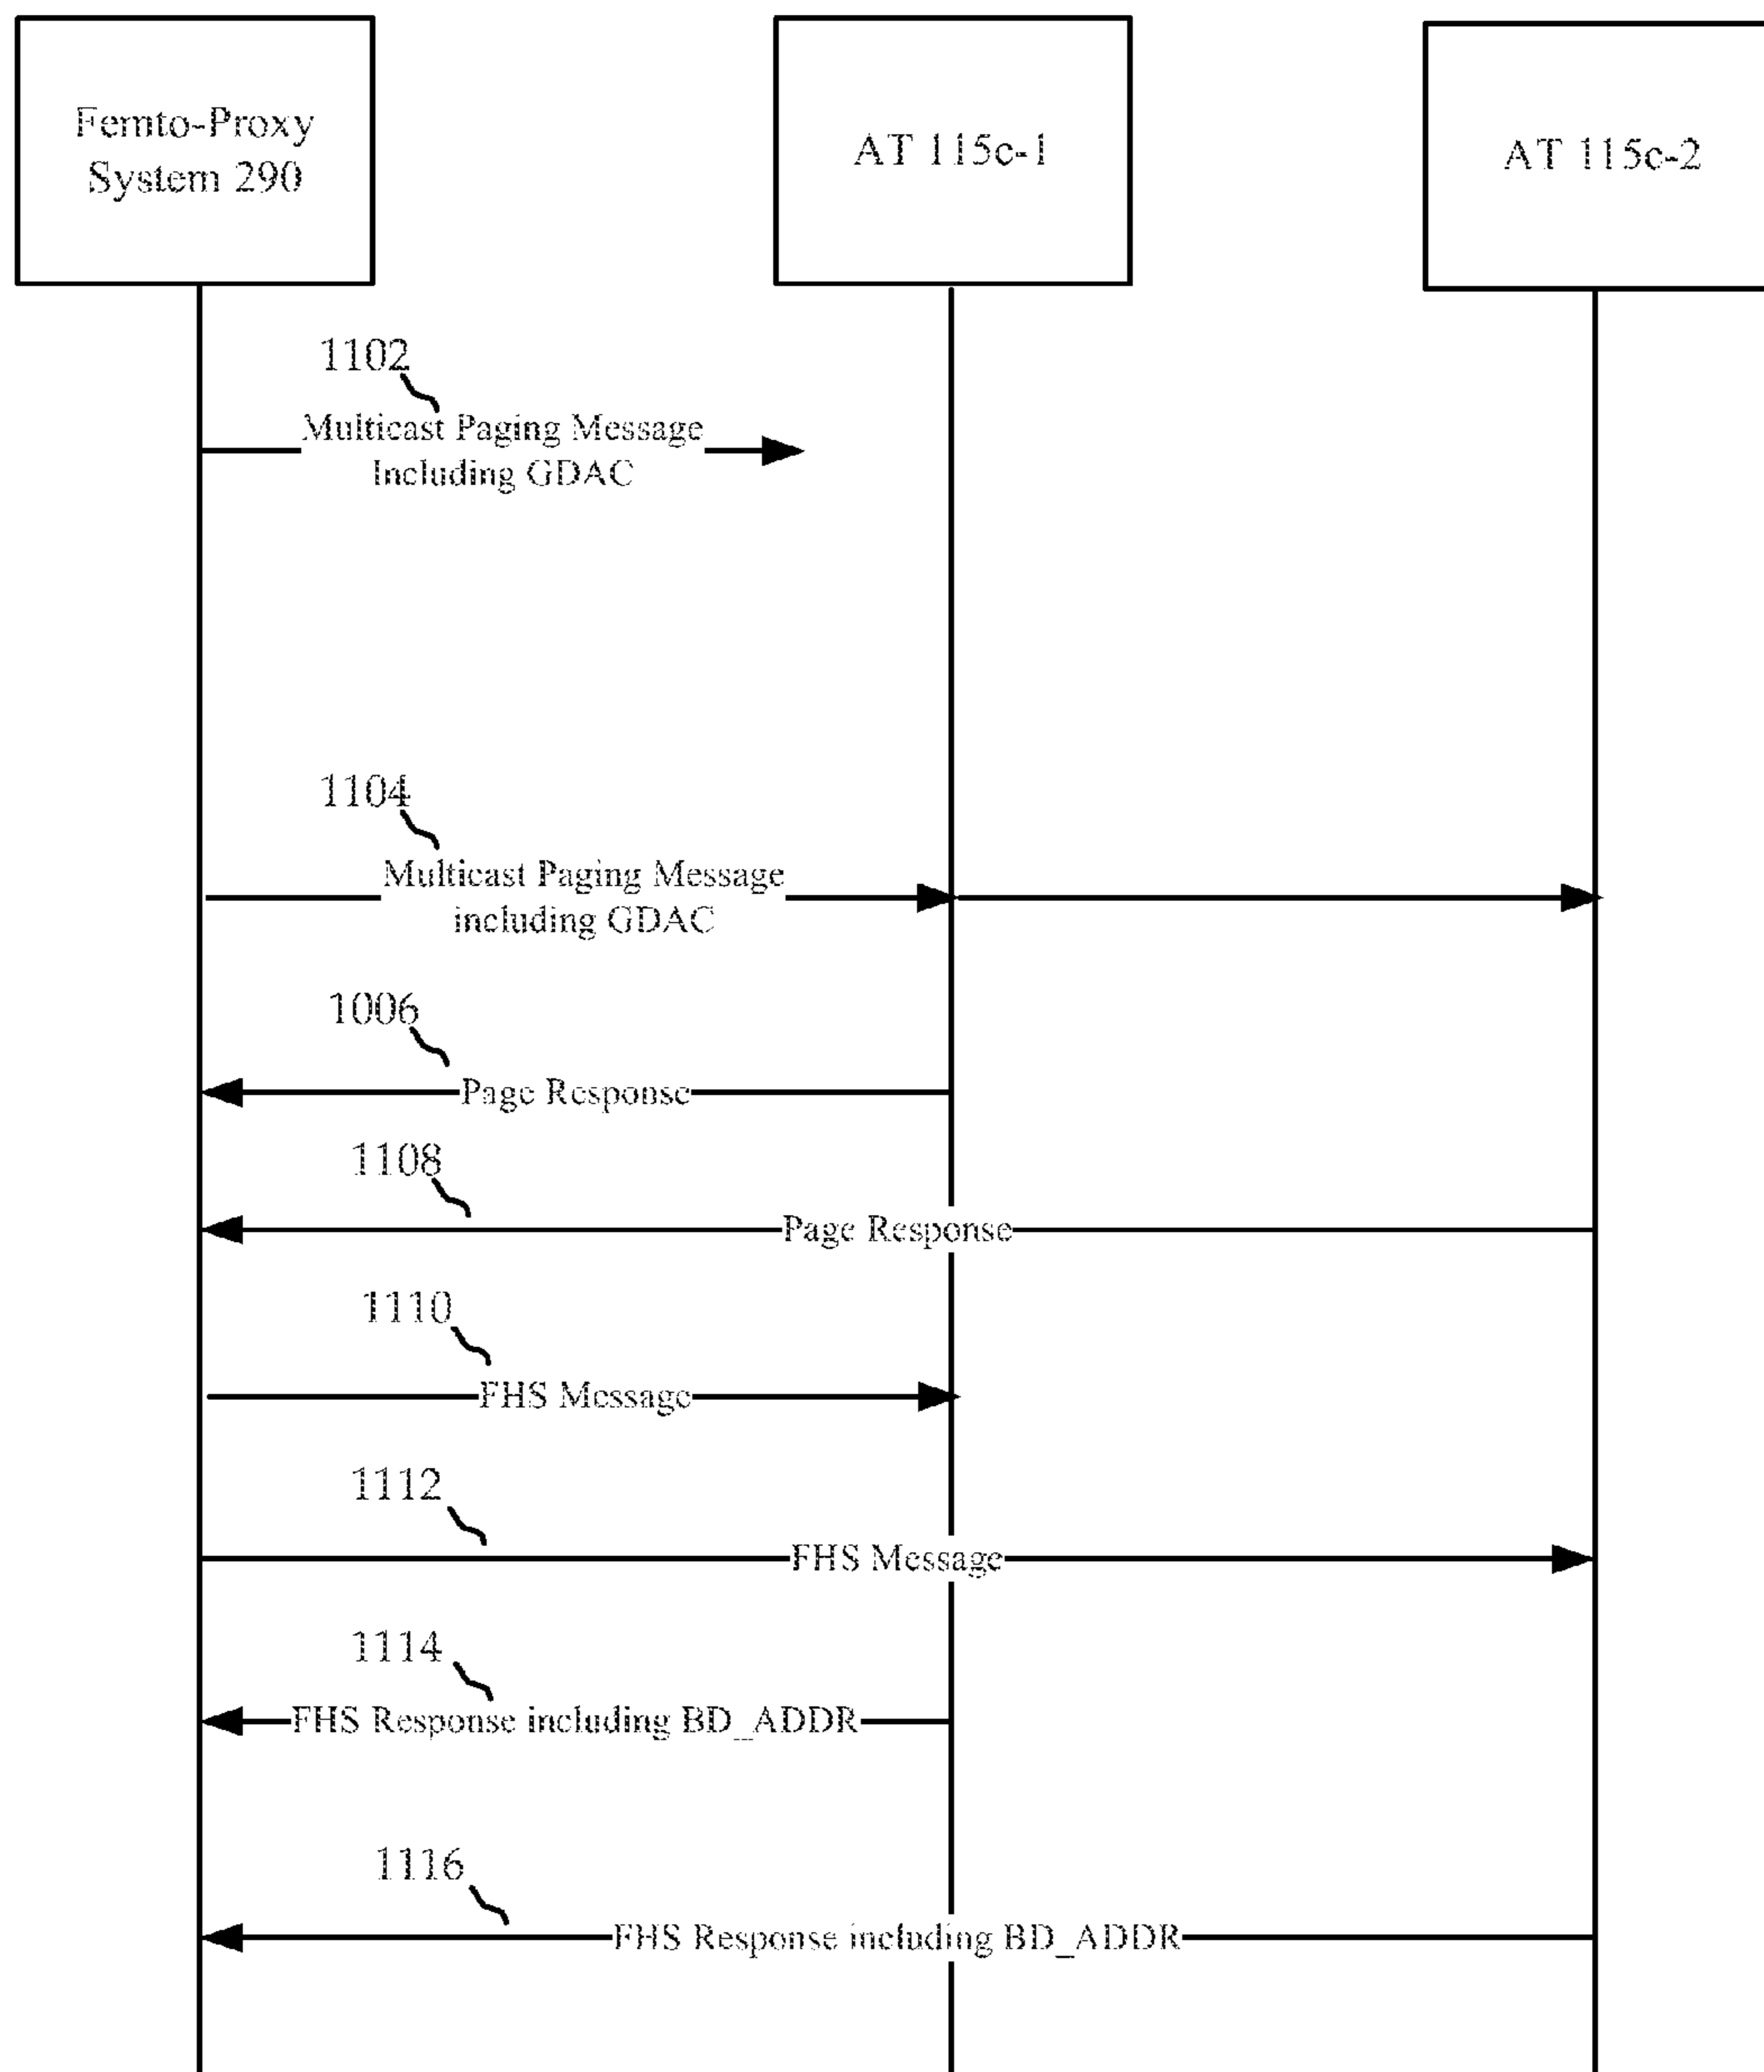 Femto-Proxy
System 290
AT 115c-1
AT 115c-2
1102
Multicast Paging Message
Including GDAC
1104
Multicast Paging Message
including GDAC
1006
Page Response
1108
Page Response
1110
FHS Message
1112
FHS Message
1114
FHS Response including BD_ADDR
1116
FHS Response including BD_ADDR